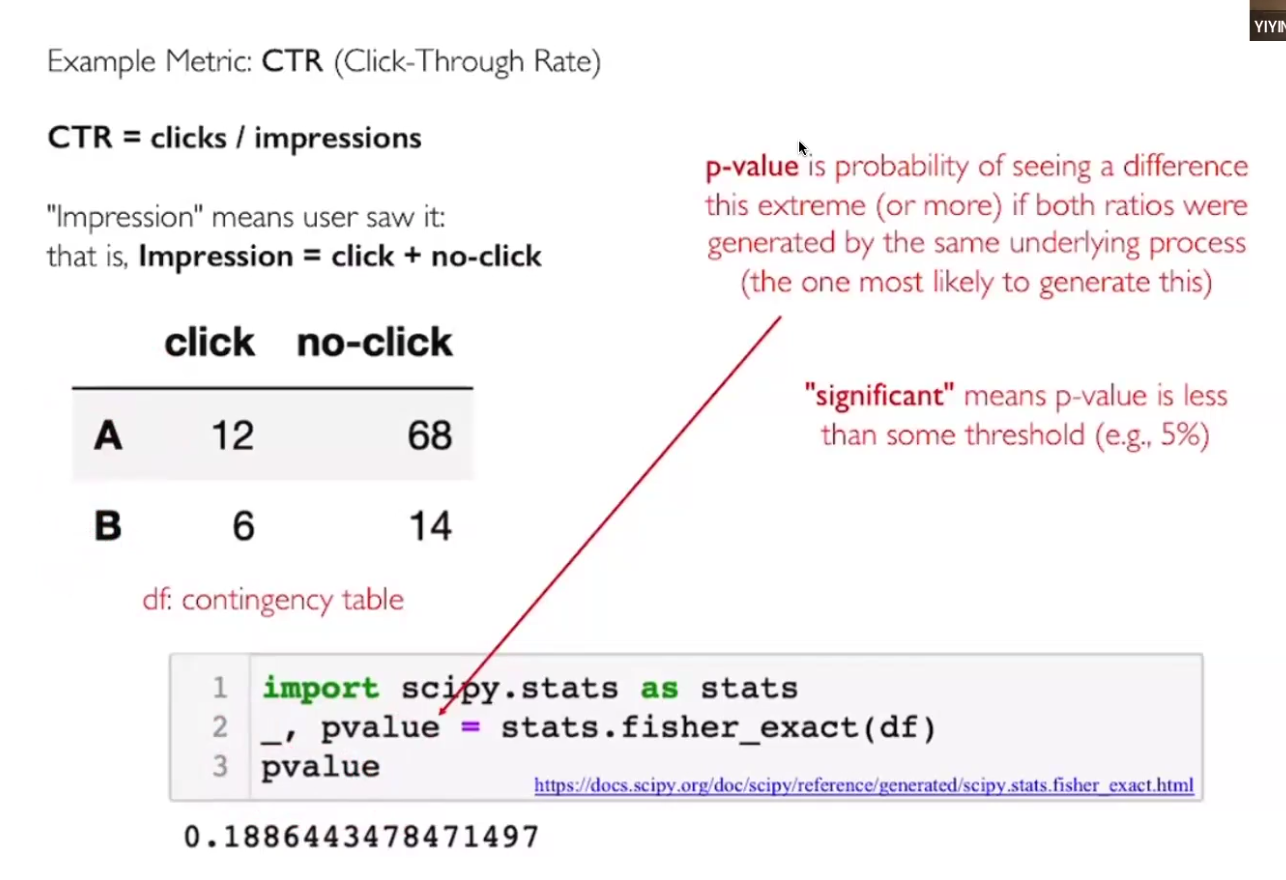 YIYIN
Example Metric: CTR (Click-Through Rate)
CTR = clicks / impressions
"Impression" means user saw it:
that is, Impression = click + no-click
click no-click
A 12 68
B 6 14
df: contingency table
p-value is probability of seeing a difference
this extreme (or more) if both ratios were
generated by the same underlying process
(the one most likely to generate this)
"significant" means p-value is less
than some threshold (e.g., 5%)
1 import scipy.stats as stats
2 _, pvalue = stats.fisher_exact(df)
3 pvalue
https://docs.scipy.org/doc/scipy/reference/generated/scipy.stats.fisher_exact.html
0.1886443478471497